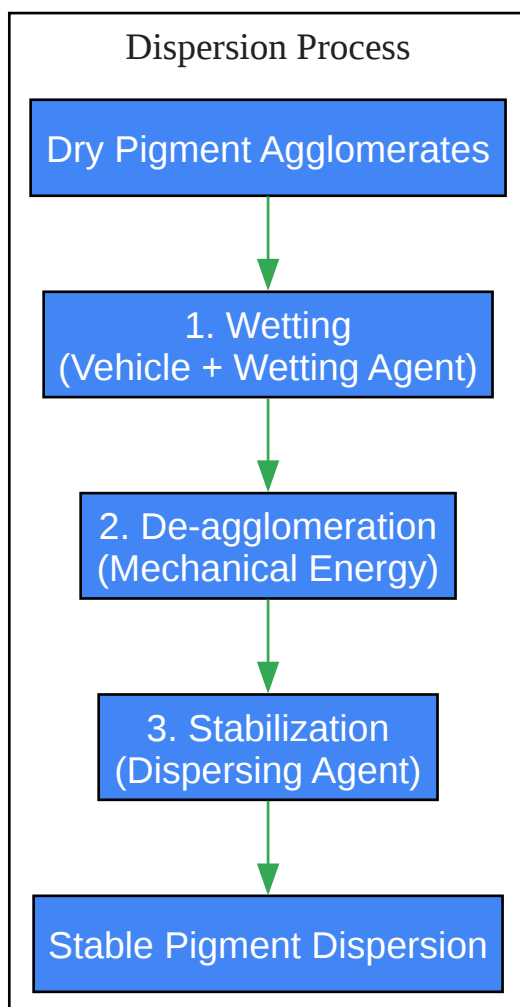 Dispersion Process
Dry Pigment Agglomerates
1. Wetting
(Vehicle + Wetting Agent)
2. De-agglomeration
(Mechanical Energy)
3. Stabilization
(Dispersing Agent)
Stable Pigment Dispersion